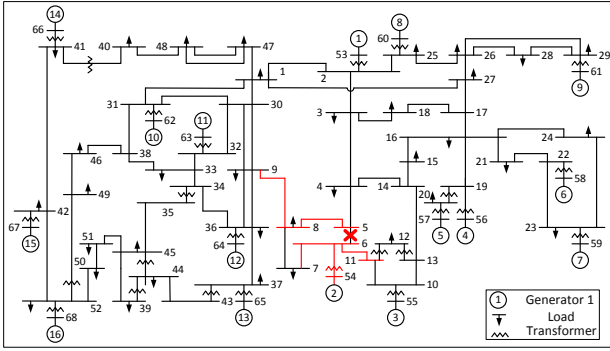 14 8
66 1 60
41 40 48 47 53 25 26 28 29
61
1 2 27 9
31 11 30
10 62 63 3 18 17
32 16 24
46 38 33 9 15 21 22
34 58
49 35 4 14 20 19 6
42 36 8 5 57 56
67 51 45 64 6 12 5 4 23
15 50 44 12 7 11 13 59
37 54 7
52 39 43 65 2 10
68 55
16 13 3
1 Generator 1
Load
Transformer